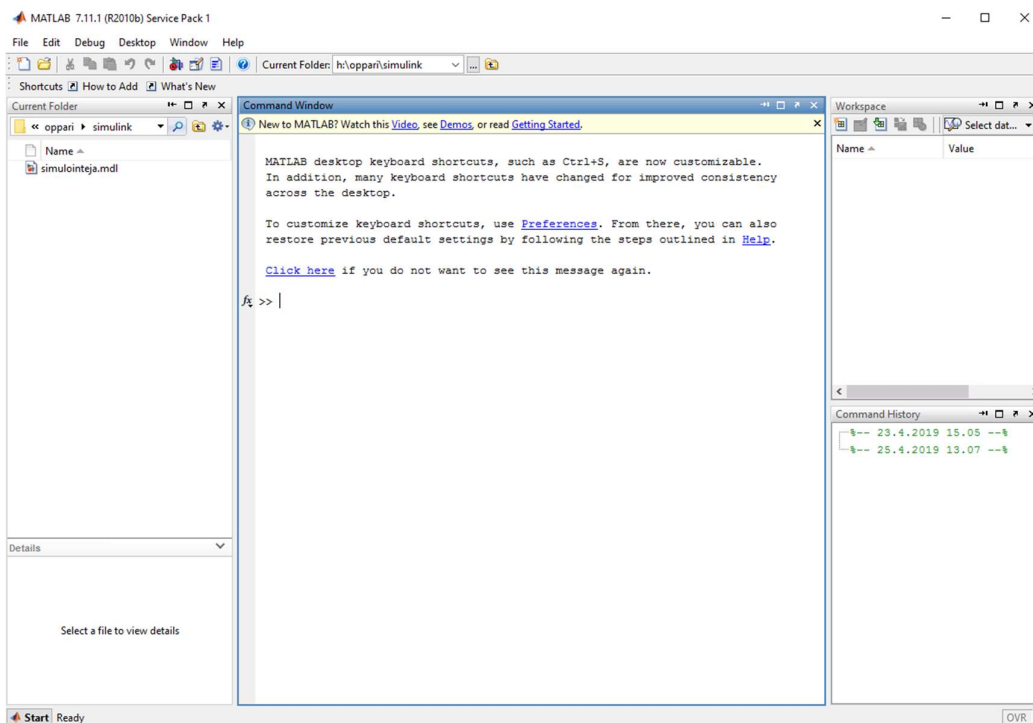 MATLAB 7.11.1 (R2010b) Service Pack 1
File Edit Debug Desktop Window Help
Current Folder: h:\oppari\simulink ...
Shortcuts How to Add What's New
Current Folder
« oppari simulink
Name
simulointeja.mdl
Details
Select a file to view details
Command Window
New to MATLAB? Watch this Video, see Demos, or read Getting Started.
MATLAB desktop keyboard shortcuts, such as Ctrl+S, are now customizable.
In addition, many keyboard shortcuts have changed for improved consistency
across the desktop.
To customize keyboard shortcuts, use Preferences. From there, you can also
restore previous default settings by following the steps outlined in Help.
Click here if you do not want to see this message again.
fx >>
Workspace
Select dat...
Name Value
Command History
%-- 23.4.2019 15.05 --%
%-- 25.4.2019 13.07 --%
Start Ready
OVR